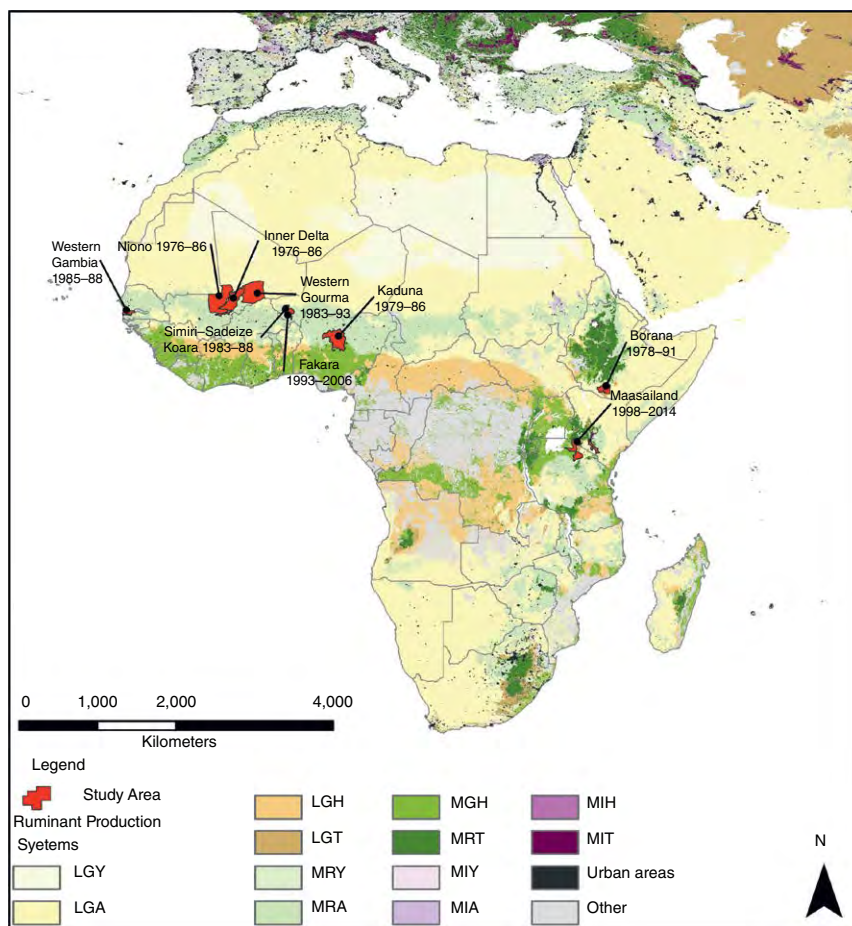 Western
Gambia
1985–88
Niono 1976–86
Inner Delta
1976–86
Western
Gourma
1983–93
Kaduna
1979–86
Simiri–Sadeize
Koara 1983–88
Fakara
1993–2006
Borana
1978–91
Maasailand
1998–2014
0 1,000 2,000 4,000
Kilometers
Legend
Study Area
Ruminant Production
Syetems
LGY
LGA
LGH
LGT
MRY
MRA
MGH
MRT
MIY
MIA
MIH
MIT
Urban areas
Other
N